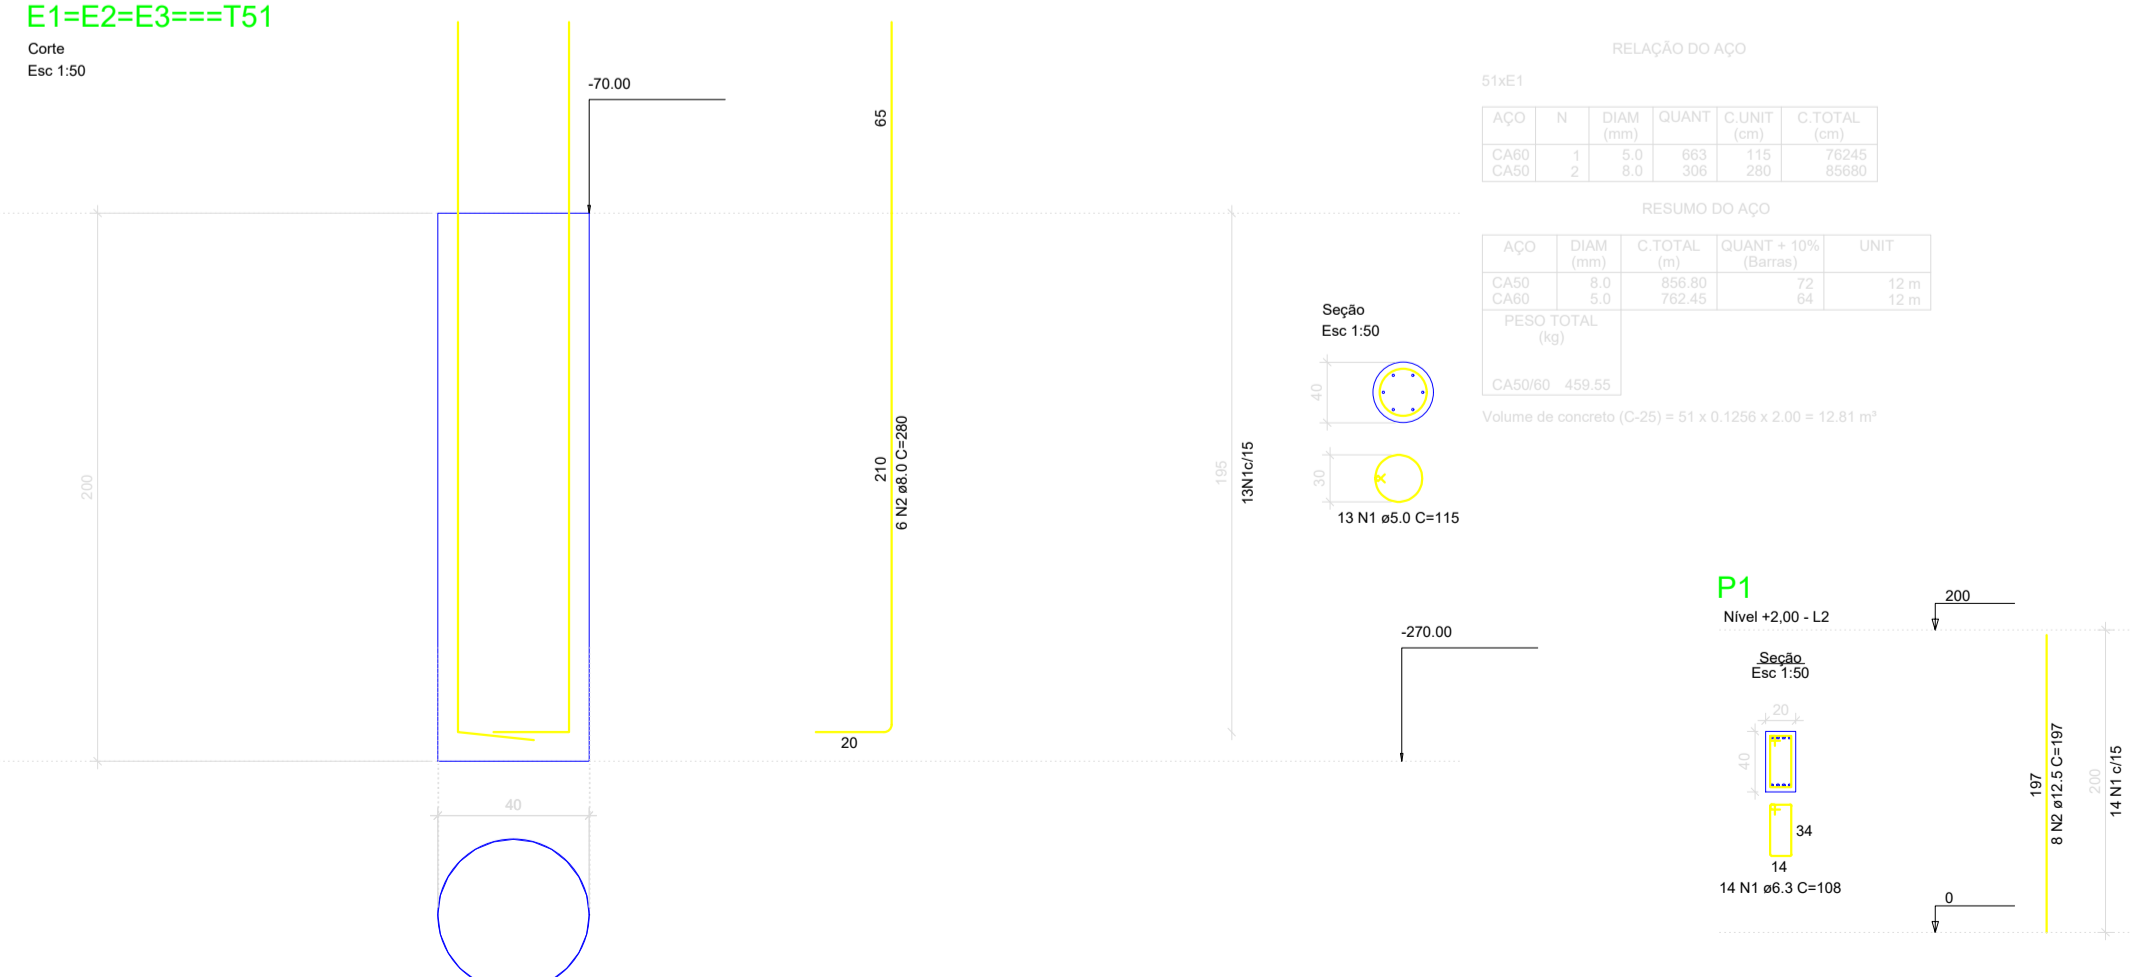 E1=E2=E3===T51
Corte
Esc 1:50
-70.00
65
200
210
6 N2 ø8.0 C=280
20
40
195
13N1c/15
-270.00
Seção
Esc 1:50
40
30
13 N1 ø5.0 C=115
RELAÇÃO DO AÇO
51xE1
AÇO N DIAM QUANT C.UNIT C.TOTAL
(mm) (cm) (cm)
CA60 1 5.0 663 115 76245
CA50 2 8.0 306 280 85680
RESUMO DO AÇO
AÇO DIAM C.TOTAL QUANT + 10% UNIT
(mm) (m) (Barras)
CA50 8.0 856.80 72 12 m
CA60 5.0 762.45 64 12 m
PESO TOTAL
(kg)
CA50/60 459.55
Volume de concreto (C-25) = 51 x 0.1256 x 2.00 = 12.81 m³
P1
Nível +2,00 - L2
200
Seção
Esc 1:50
20
40
34
14
14 N1 ø6.3 C=108
0
197
8 N2 ø12.5 C=197
200
14 N1 c/15